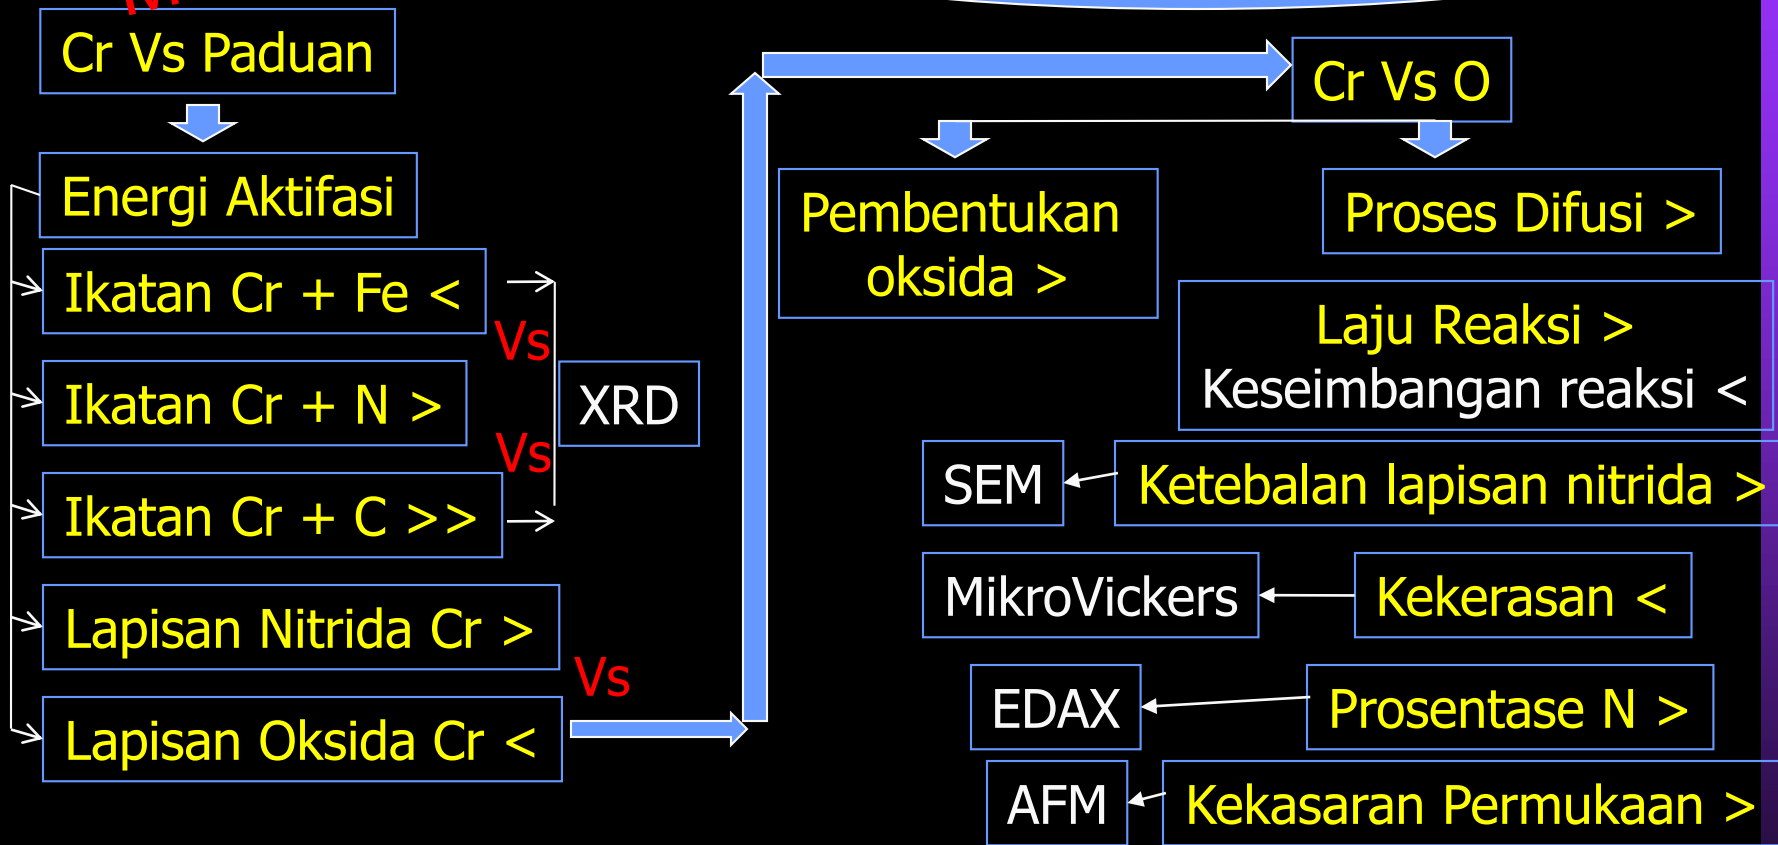 Cr Vs Paduan
Energi Aktifasi
Ikatan Cr + Fe <
Vs
Ikatan Cr + N >
XRD
Vs
Ikatan Cr + C >>
Lapisan Nitrida Cr >
Vs
Lapisan Oksida Cr <
Cr Vs O
Pembentukan
oksida >
Proses Difusi >
Laju Reaksi >
Keseimbangan reaksi <
SEM
Ketebalan lapisan nitrida >
MikroVickers
Kekerasan <
EDAX
Prosentase N >
AFM
Kekasaran Permukaan >